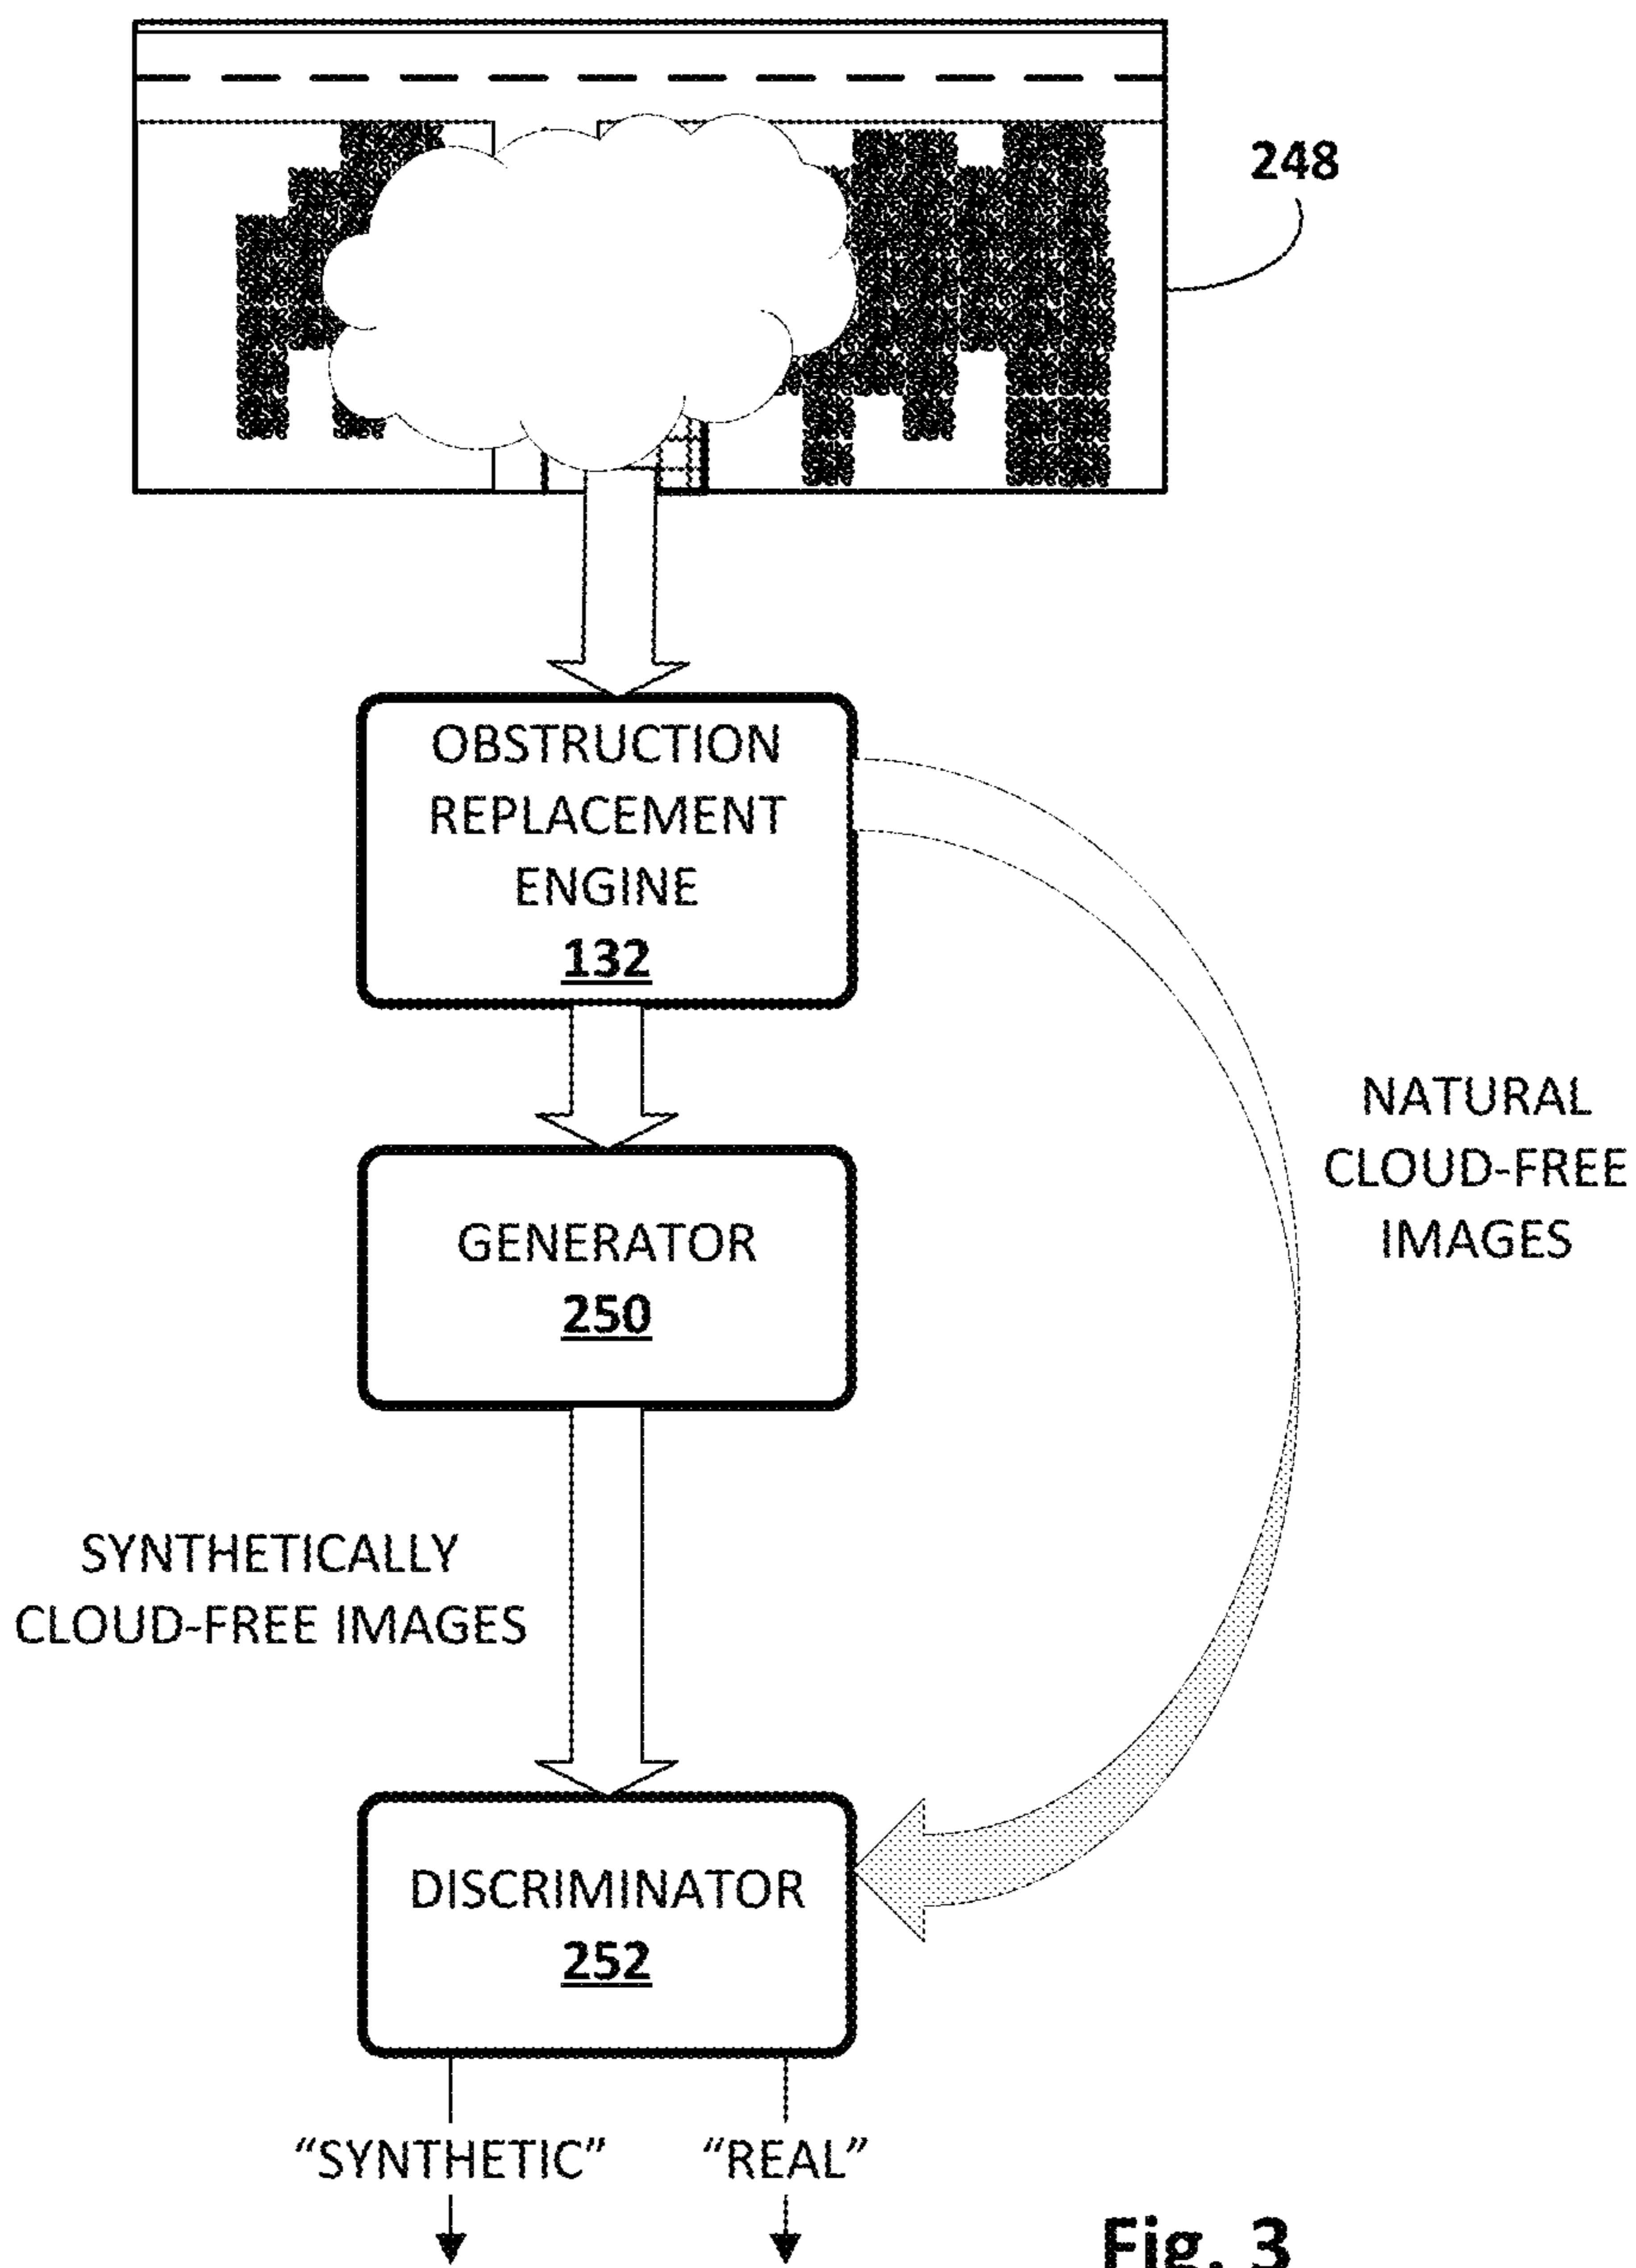 248
OBSTRUCTION
REPLACEMENT
ENGINE
132
NATURAL
CLOUD-FREE
IMAGES
GENERATOR
250
SYNTHETICALLY
CLOUD-FREE IMAGES
DISCRIMINATOR
252
“SYNTHETIC” “REAL”
Fig. 3